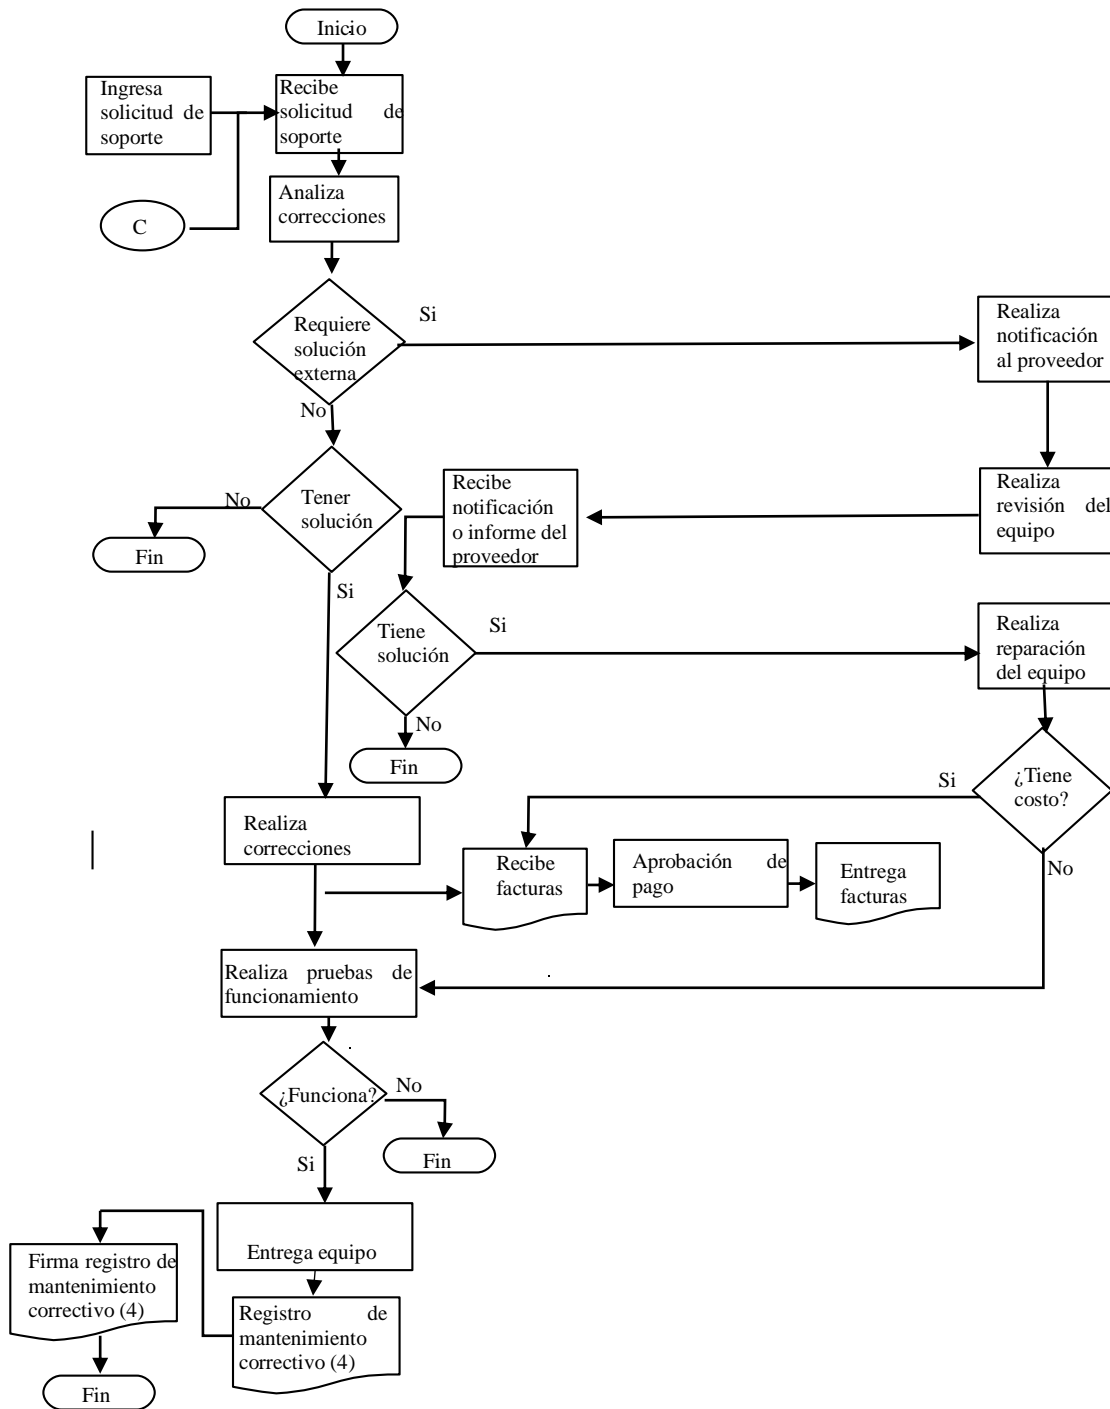 Inicio
Ingresa
solicitud de
soporte
Recibe
solicitud de
soporte
C
Analiza
correcciones
Requiere
solución
externa
Si
No
Realiza
notificación
al proveedor
Tener
solución
No
Fin
Si
Recibe
notificación
o informe del
proveedor
Realiza
revisión del
equipo
Tiene
solución
Si
No
Fin
Realiza
reparación
del equipo
¿Tiene
costo?
Si
No
Realiza
correcciones
Recibe
facturas
Aprobación de
pago
Entrega
facturas
Realiza pruebas de
funcionamiento
¿Funciona?
No
Fin
Si
Entrega equipo
Firma registro de
mantenimiento
correctivo (4)
Registro de
mantenimiento
correctivo (4)
Fin